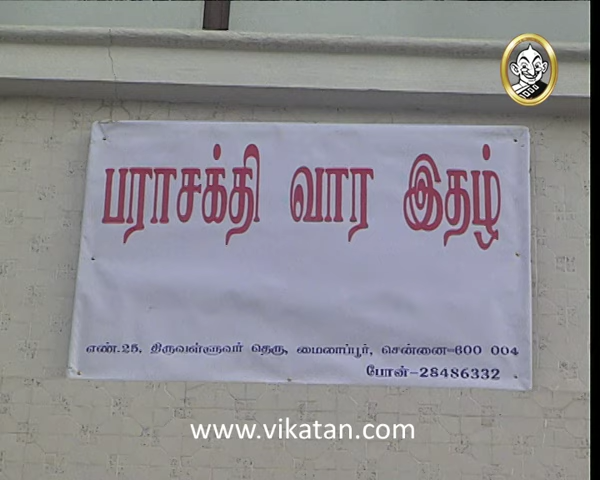 பராசக்தி வார இதழ்
எண்.25, திருவள்ளுவர் தெரு, மைலாப்பூர், சென்னை-600 004
போன்-28486332
www.vikatan.com